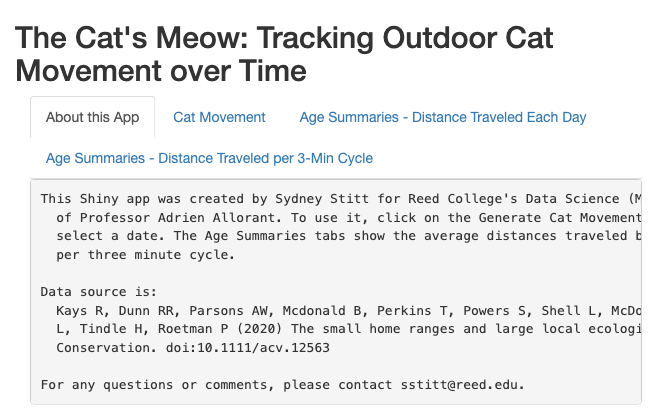 The Cat's Meow: Tracking Outdoor Cat
Movement over Time
About this App
Cat Movement
Age Summaries - Distance Traveled Each Day
Age Summaries - Distance Traveled per 3-Min Cycle
This Shiny app was created by Sydney Stitt for Reed College's Data Science (M
of Professor Adrien Allorant. To use it, click on the Generate Cat Movement
select a date. The Age Summaries tabs show the average distances traveled b
per three minute cycle.
Data source is:
Kays R, Dunn RR, Parsons AW, Mcdonald B, Perkins T, Powers S, Shell L, McDo
L, Tindle H, Roetman P (2020) The small home ranges and large local ecologi
Conservation. doi:10.1111/acv.12563
For any questions or comments, please contact sstitt@reed.edu.